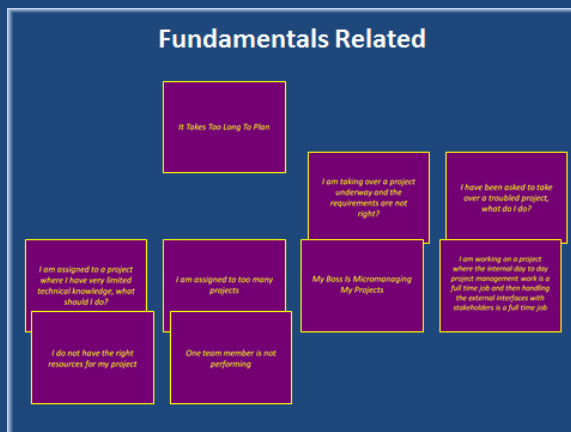 Fundamentals Related
It Takes Too Long To Plan
I am taking over a project
underway and the
requirements are not
right?
I have been asked to take
over a troubled project,
what do I do?
I am assigned to a project
where I have very limited
technical knowledge, what
should I do?
I am assigned to too many
projects
My Boss Is Micromanaging
My Projects
I am working on a project
where the internal day to day
project management work is a
full time job and then handling
the external interfaces with
stakeholders is a full time job
I do not have the right
resources for my project
One team member is not
performing